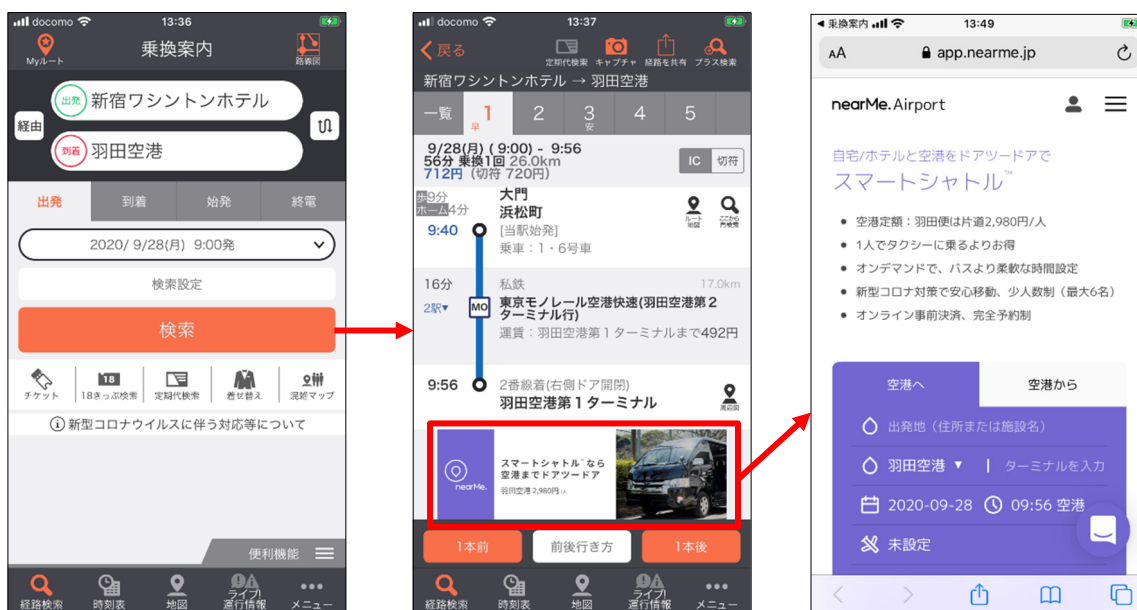 docomo 13:36
Myルート
乗換案内
路線図
出発 新宿ワシントンホテル
経由
到着 羽田空港
出発 到着 始発 終電
2020/ 9/28(月) 9:00発
検索設定
検索
チケット 18きっぷ検索 定期代検索 着せ替え 混雑マップ
新型コロナウイルスに伴う対応等について
便利機能
経路検索 時刻表 地図 ライブ!運行情報 メニュー
docomo 13:37
戻る
定期代検索 キャプチャ 経路を共有 プラス検索
新宿ワシントンホテル → 羽田空港
一覧 1 2 3 4 5
早 安
9/28(月) ( 9:00) - 9:56
56分 乗換1回 26.0km
712円 (切符 720円)
IC 切符
歩9分 大門
ホーム4分 浜松町
ルート地図 ここから再検索
9:40 [当駅始発]
乗車：1・6号車
16分 私鉄 17.0km
2駅▼ MO 東京モノレール空港快速(羽田空港第２
ターミナル行)
運賃：羽田空港第１ターミナルまで492円
9:56 2番線着(右側ドア開閉)
羽田空港第１ターミナル
周辺図
nearMe.
スマートシャトル™なら
空港までドアツードア
羽田空港 2,980円/人
1本前 前後行き方 1本後
経路検索 時刻表 地図 ライブ!運行情報 メニュー
◀ 乗換案内 13:49
AA app.nearme.jp
nearMe.Airport
自宅/ホテルと空港をドアツードアで
スマートシャトル™
• 空港定額：羽田便は片道2,980円/人
• 1人でタクシーに乗るよりお得
• オンデマンドで、バスより柔軟な時間設定
• 新型コロナ対策で安心移動、少人数制（最大6名）
• オンライン事前決済、完全予約制
空港へ 空港から
出発地（住所または施設名）
羽田空港 ▼ ターミナルを入力
2020-09-28 09:56 空港
未設定